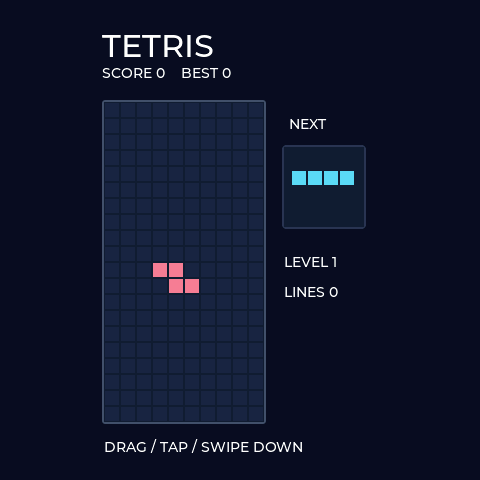 TETRIS
SCORE 0 BEST 0
NEXT
LEVEL 1
LINES 0
DRAG / TAP / SWIPE DOWN